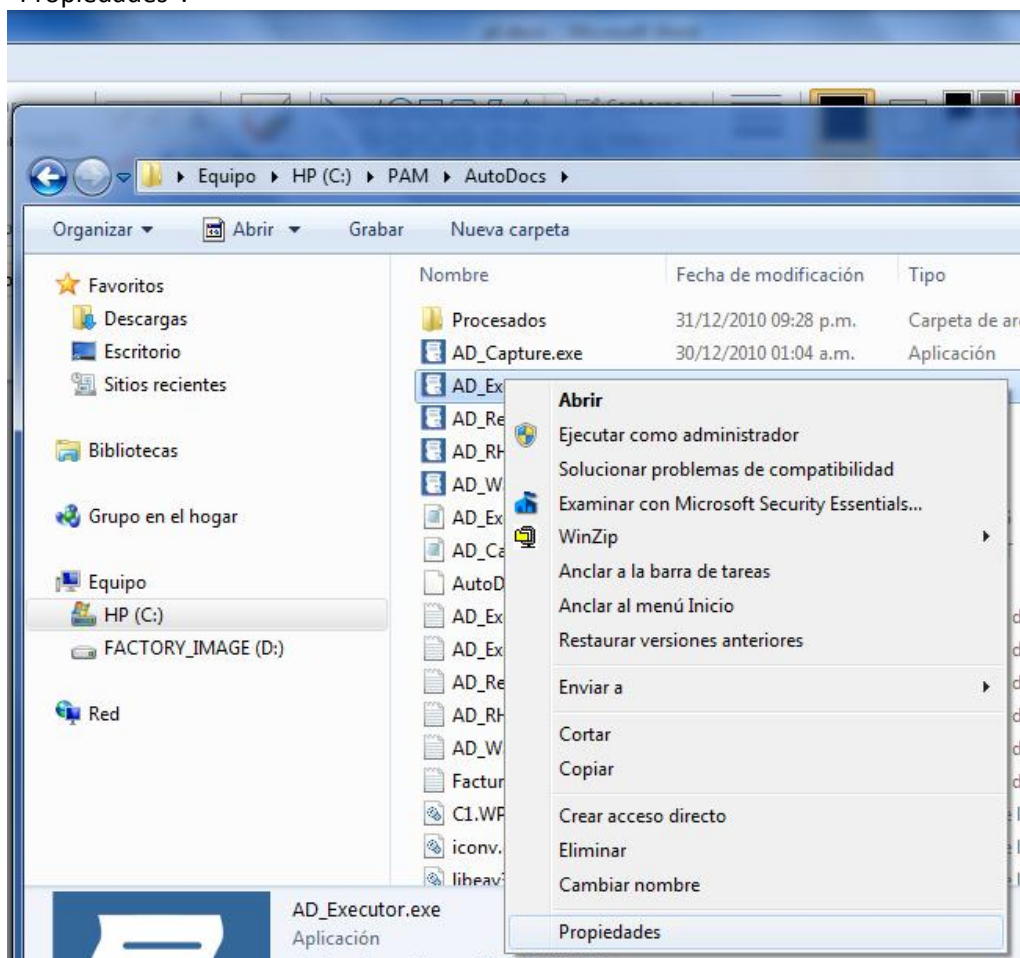 Propiedades".
Equipo HP (C:) PAM AutoDocs
Organizar Abrir Grabar Nueva carpeta
Nombre Fecha de modificación Tipo
Favoritos
Descargas
Escritorio
Sitios recientes
Bibliotecas
Grupo en el hogar
Equipo
HP (C:)
FACTORY_IMAGE (D:)
Red
Procesados 31/12/2010 09:28 p.m. Carpeta de
AD_Capture.exe 30/12/2010 01:04 a.m. Aplicación
AD_Ex
AD_Re
AD_RH
AD_W
AD_Ex
AD_Ca
AutoD
AD_Ex
AD_Ex
AD_Re
AD_RH
AD_W
Factur
C1.WP
iconv.
libeay
Abrir
Ejecutar como administrador
Solucionar problemas de compatibilidad
Examinar con Microsoft Security Essentials...
WinZip
Anclar a la barra de tareas
Anclar al menú Inicio
Restaurar versiones anteriores
Enviar a
Cortar
Copiar
Crear acceso directo
Eliminar
Cambiar nombre
Propiedades
AD_Executor.exe
Aplicación